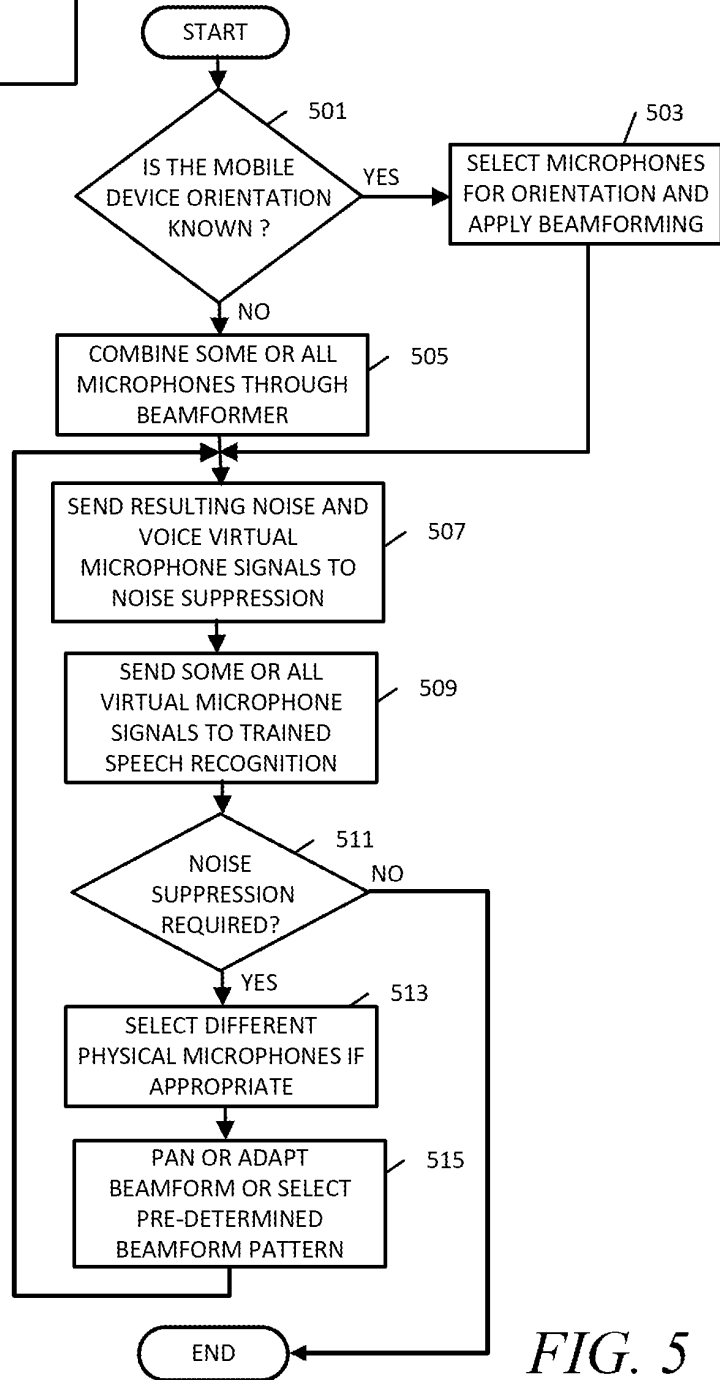 START
501
IS THE MOBILE
DEVICE ORIENTATION
KNOWN ?
YES
503
SELECT MICROPHONES
FOR ORIENTATION AND
APPLY BEAMFORMING
NO
COMBINE SOME OR ALL
MICROPHONES THROUGH
BEAMFORMER
505
SEND RESULTING NOISE AND
VOICE VIRTUAL
MICROPHONE SIGNALS TO
NOISE SUPPRESSION
507
SEND SOME OR ALL
VIRTUAL MICROPHONE
SIGNALS TO TRAINED
SPEECH RECOGNITION
509
511
NOISE
SUPPRESSION
REQUIRED?
NO
YES
513
SELECT DIFFERENT
PHYSICAL MICROPHONES IF
APPROPRIATE
PAN OR ADAPT
BEAMFORM OR SELECT
PRE-DETERMINED
BEAMFORM PATTERN
515
END
FIG. 5